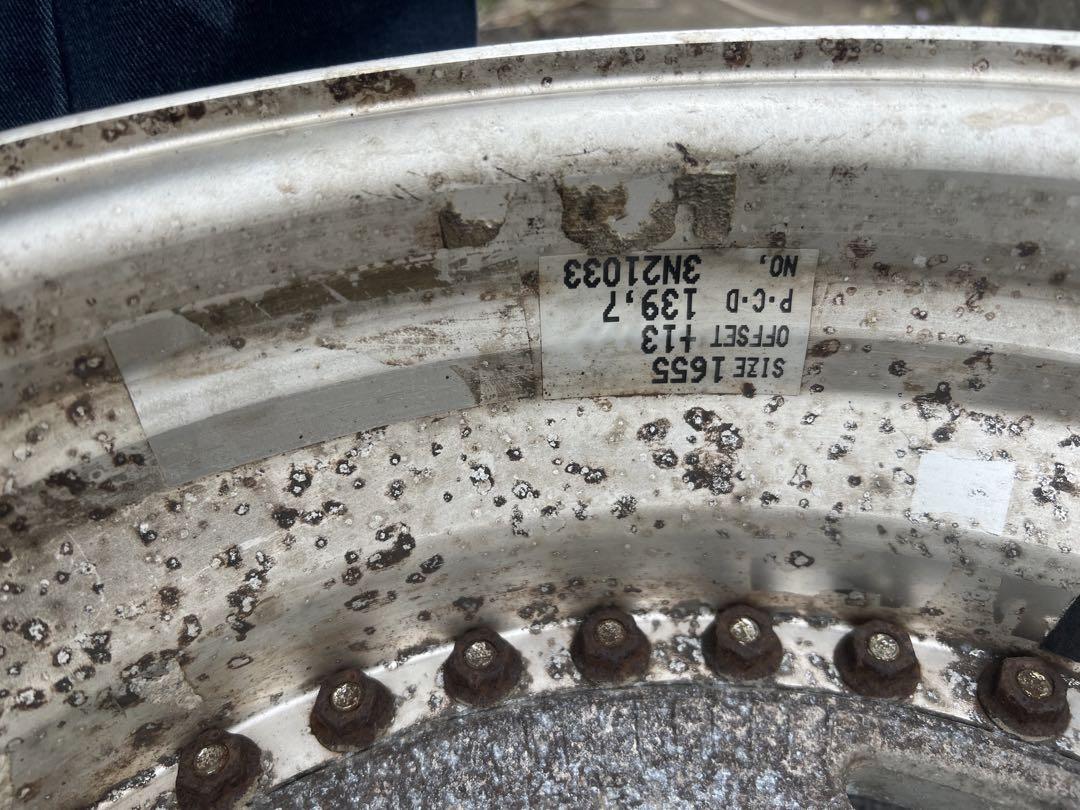 SIZE 1655
OFFSET +13
P·C·D 139,7
NO, 3N21033